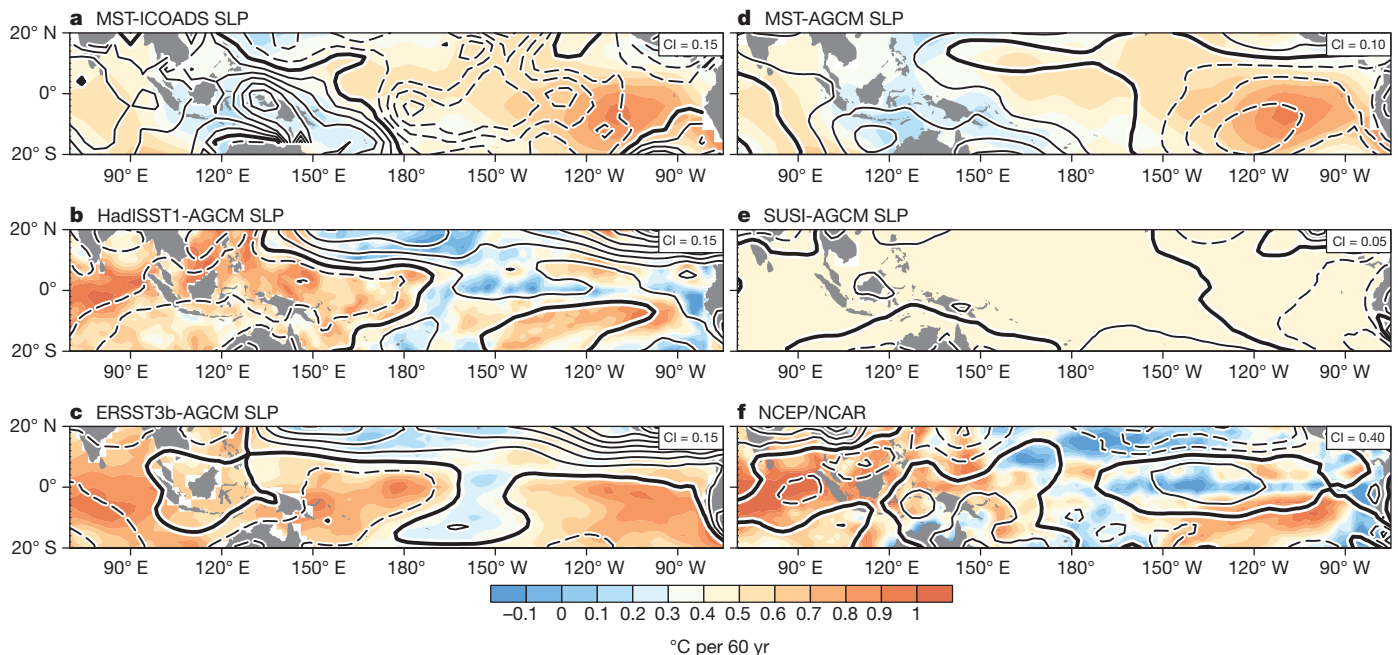 a MST-ICOADS SLP
20° N
0°
20° S
CI = 0.15
90° E 120° E 150° E 180° 150° W 120° W 90° W
d MST-AGCM SLP
CI = 0.10
90° E 120° E 150° E 180° 150° W 120° W 90° W
b HadISST1-AGCM SLP
20° N
0°
20° S
CI = 0.15
90° E 120° E 150° E 180° 150° W 120° W 90° W
e SUSI-AGCM SLP
CI = 0.05
90° E 120° E 150° E 180° 150° W 120° W 90° W
c ERSST3b-AGCM SLP
20° N
0°
20° S
CI = 0.15
90° E 120° E 150° E 180° 150° W 120° W 90° W
f NCEP/NCAR
CI = 0.40
90° E 120° E 150° E 180° 150° W 120° W 90° W
−0.1 0 0.1 0.2 0.3 0.4 0.5 0.6 0.7 0.8 0.9 1
°C per 60 yr